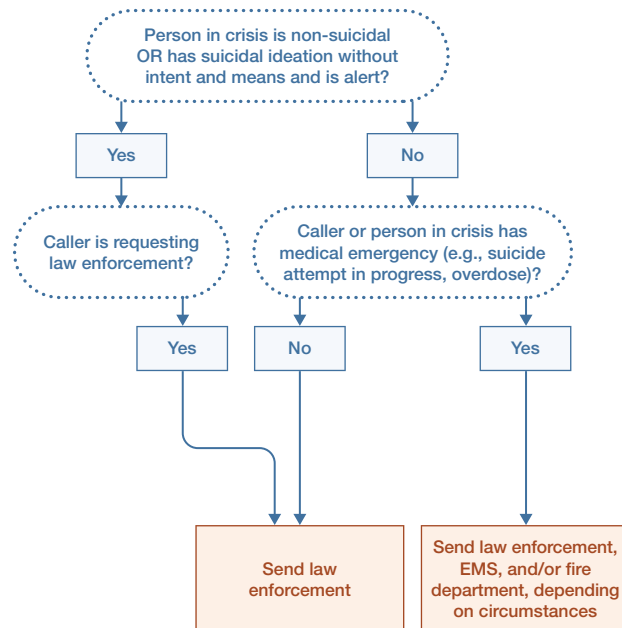 Person in crisis is non-suicidal
OR has suicidal ideation without
intent and means and is alert?
Yes
No
Caller is requesting
law enforcement?
Caller or person in crisis has
medical emergency (e.g., suicide
attempt in progress, overdose)?
Yes
No
Yes
Send law
enforcement
Send law enforcement,
EMS, and/or fire
department, depending
on circumstances